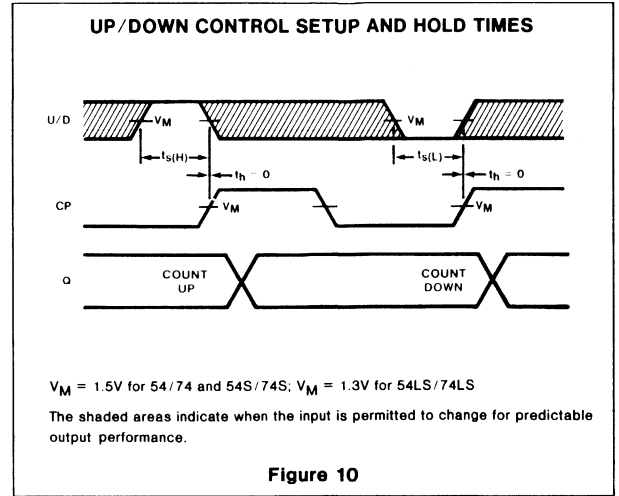 UP/DOWN CONTROL SETUP AND HOLD TIMES
U/D
VM
VM
ts(H)
ts(L)
th = 0
th = 0
CP
VM
VM
Q
COUNT
UP
COUNT
DOWN
VM = 1.5V for 54/74 and 54S/74S; VM = 1.3V for 54LS/74LS
The shaded areas indicate when the input is permitted to change for predictable
output performance.
Figure 10